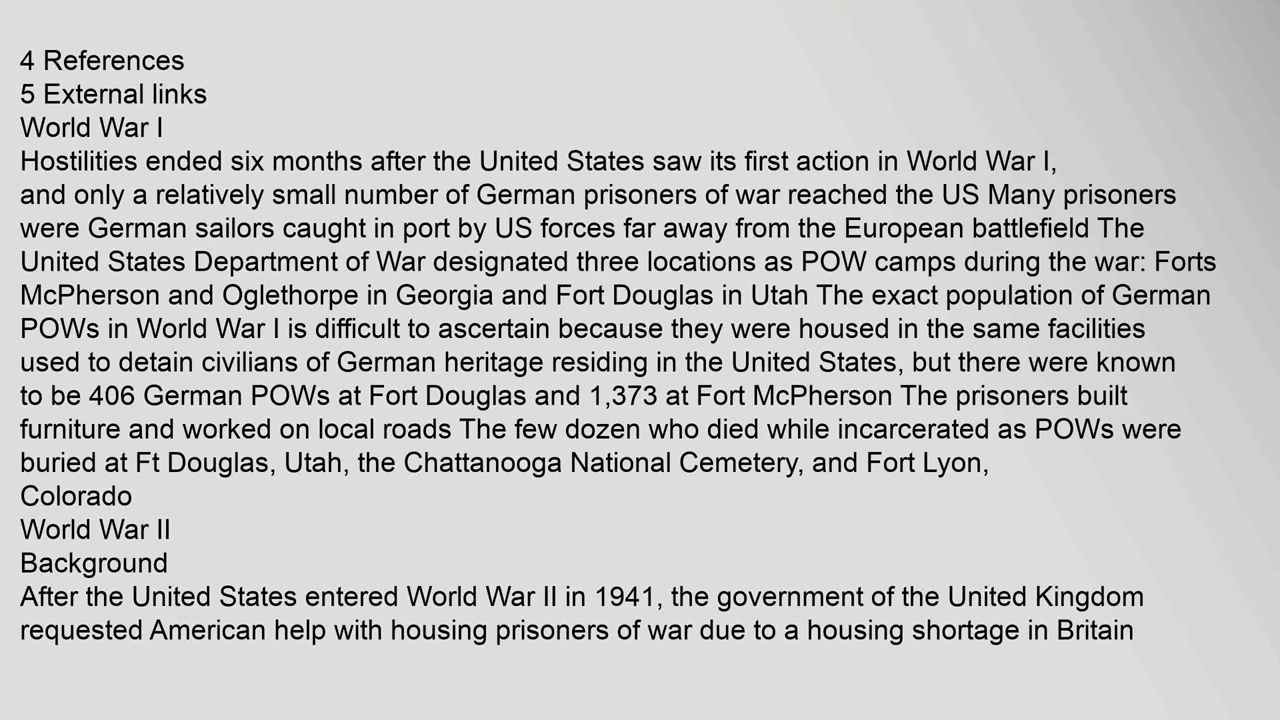 4 References
5 External links
World War I
Hostilities ended six months after the United States saw its first action in World War I,
and only a relatively small number of German prisoners of war reached the US Many prisoners
were German sailors caught in port by US forces far away from the European battlefield The
United States Department of War designated three locations as POW camps during the war: Forts
McPherson and Oglethorpe in Georgia and Fort Douglas in Utah The exact population of German
POWs in World War I is difficult to ascertain because they were housed in the same facilities
used to detain civilians of German heritage residing in the United States, but there were known
to be 406 German POWs at Fort Douglas and 1,373 at Fort McPherson The prisoners built
furniture and worked on local roads The few dozen who died while incarcerated as POWs were
buried at Ft Douglas, Utah, the Chattanooga National Cemetery, and Fort Lyon,
Colorado
World War II
Background
After the United States entered World War II in 1941, the government of the United Kingdom
requested American help with housing prisoners of war due to a housing shortage in Britain